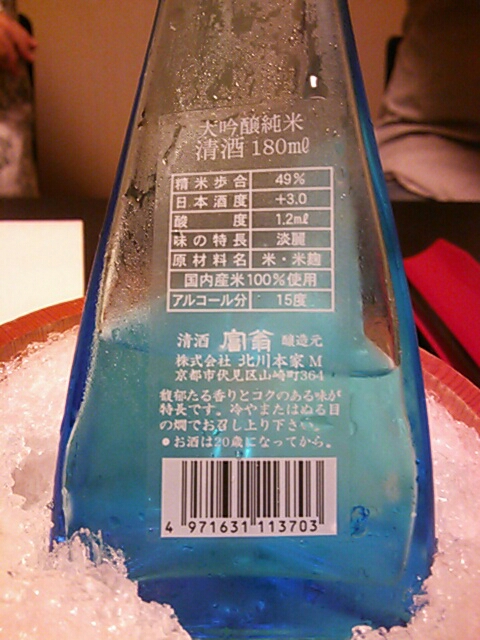 大吟醸純米
清酒 180ml
精米歩合 49%
日本酒度 +3.0
酸度 1.2ml
味の特長 淡麗
原材料名 米・米麹
国内産米100%使用
アルコール分 15度
清酒 富翁 醸造元
株式会社 北川本家 M
京都市伏見区山崎町364
馥郁たる香りとコクのある味が
特長です。冷やまたはぬる目
の燗でお召し上り下さい。
●お酒は20歳になってから。
4 971631 113703